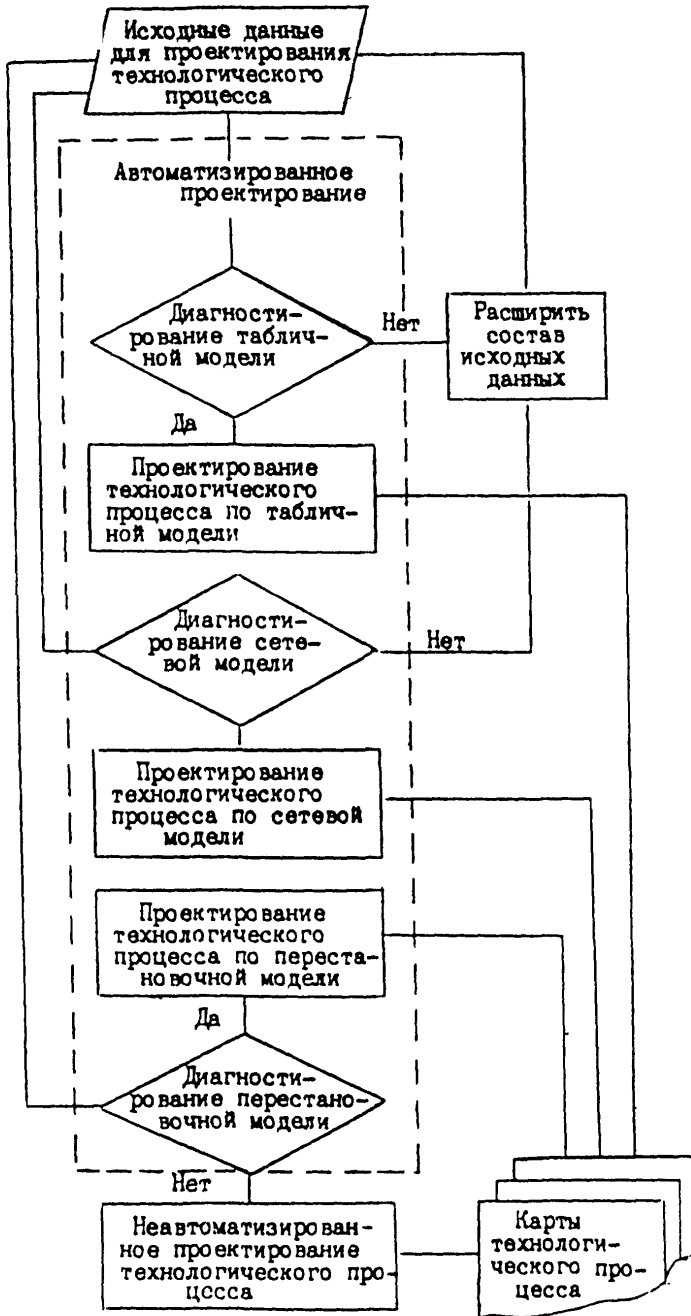 Исходные данные
для проектирования
технологического
процесса
Автоматизированное
проектирование
Диагности-
рование таблич-
ной модели
Нет
Расширить
состав
исходных
данных
Да
Проектирование
технологического
процесса по таблич-
ной модели
Диагности-
рование сете-
вой модели
Нет
Проектирование
технологического
процесса по сетевой
модели
Проектирование
технологического
процесса по переста-
новочной модели
Да
Диагности-
рование перестано-
вочной модели
Нет
Неавтоматизирован-
ное проектирование
технологического про-
цесса
Карты
технологи-
ческого про-
цесса